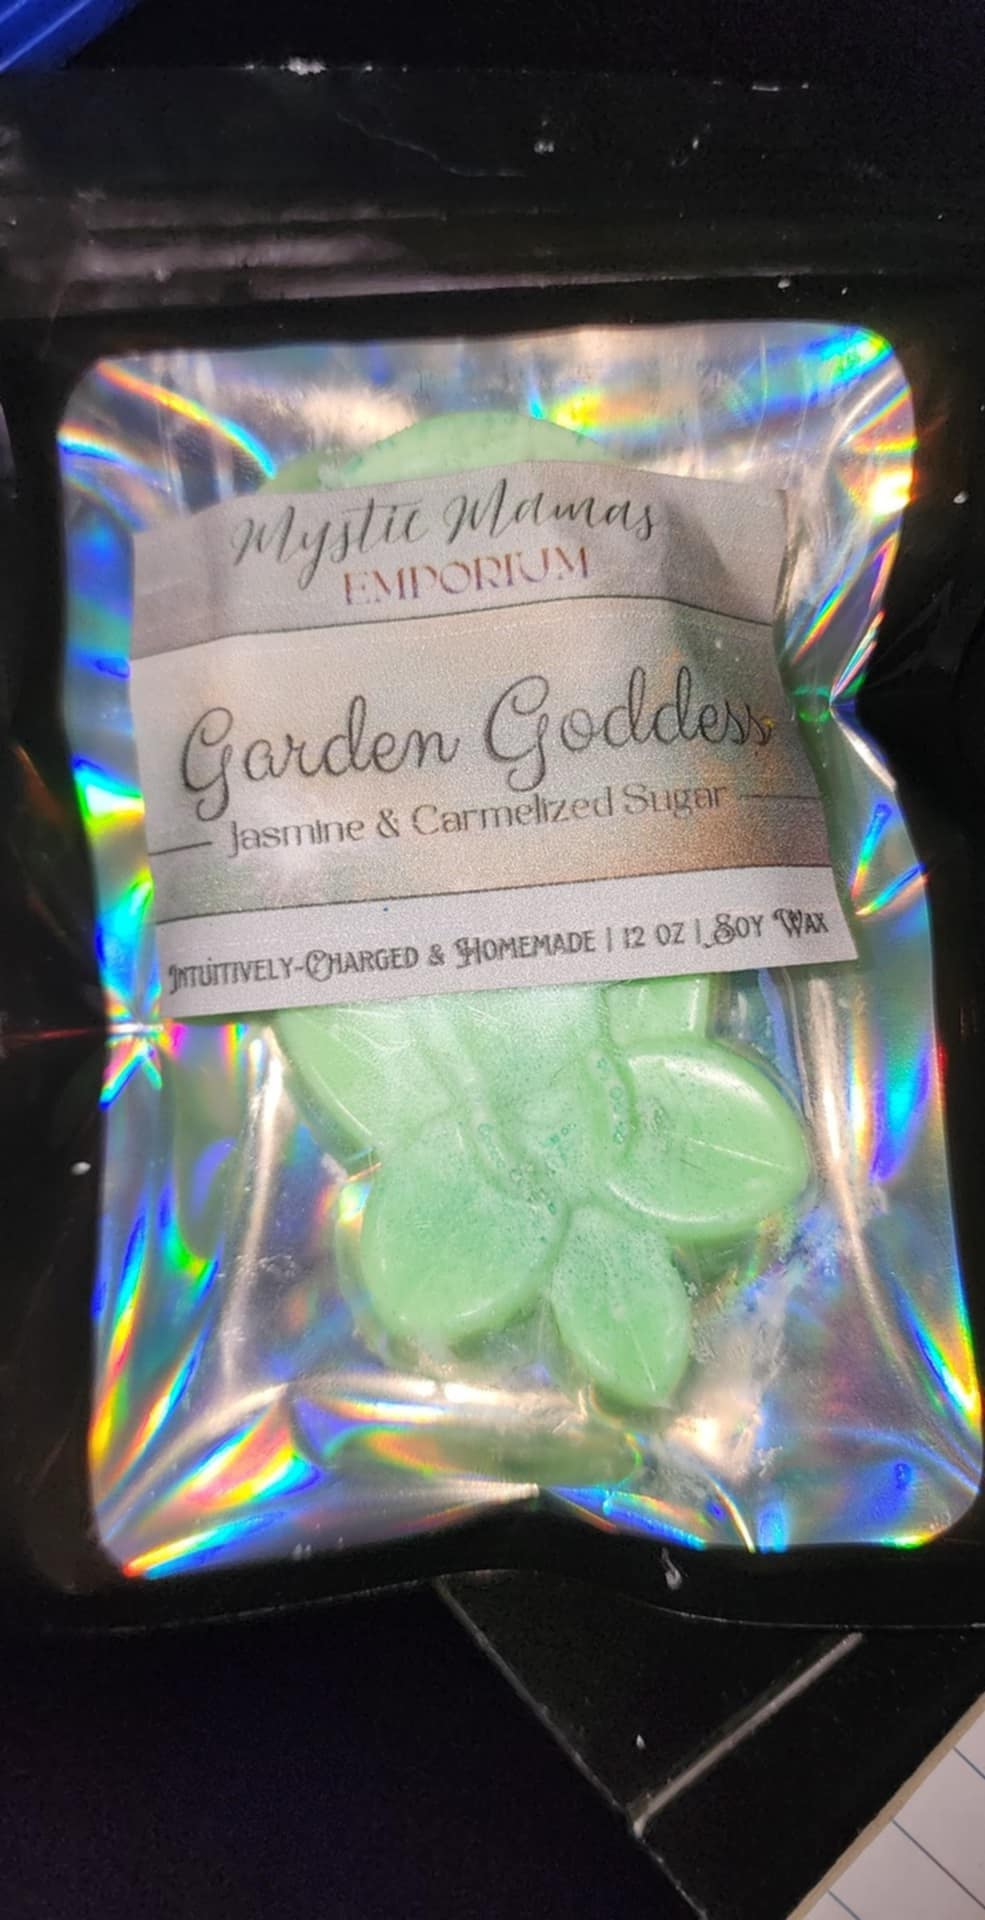 Mystic Mamas
EMPORIUM
Garden Goddess
Jasmine & Carmelized Sugar
Intuitively-Charged & Homemade | 12 oz | Soy Wax